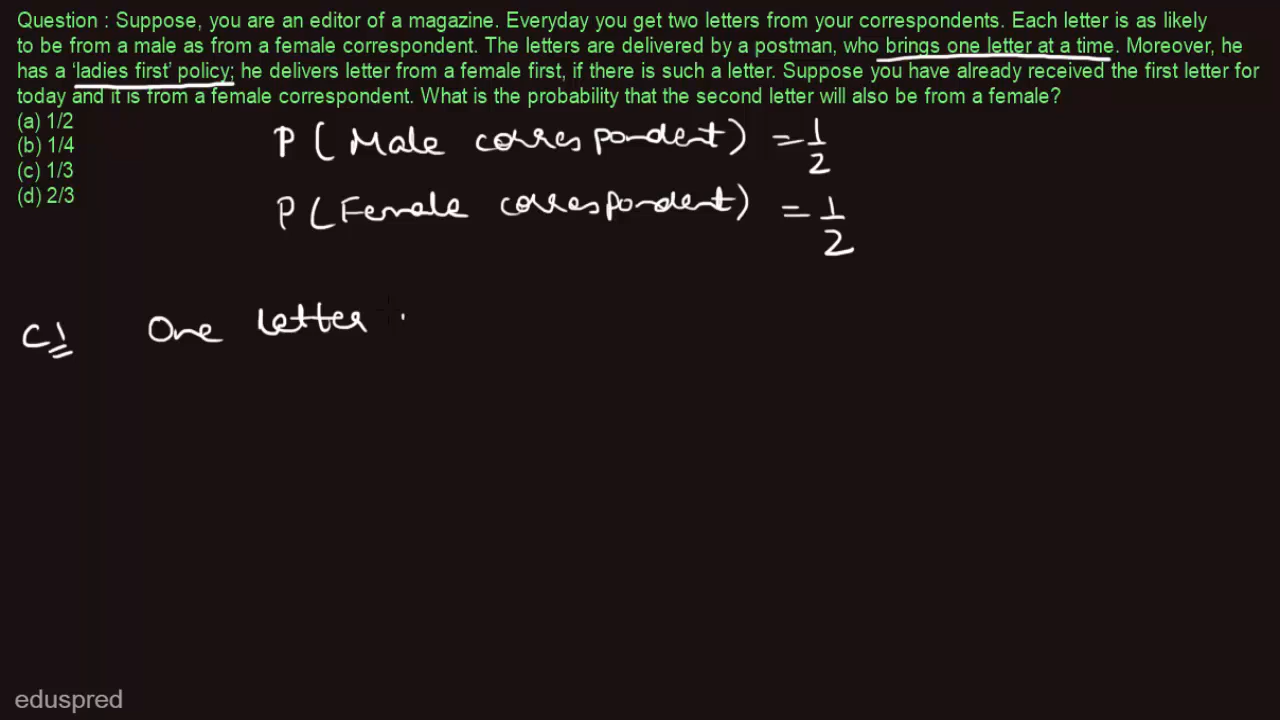 Question : Suppose, you are an editor of a magazine. Everyday you get two letters from your correspondents. Each letter is as likely
to be from a male as from a female correspondent. The letters are delivered by a postman, who brings one letter at a time. Moreover, he
has a ‘ladies first’ policy; he delivers letter from a female first, if there is such a letter. Suppose you have already received the first letter for
today and it is from a female correspondent. What is the probability that the second letter will also be from a female?
(a) 1/2
(b) 1/4
(c) 1/3
(d) 2/3
P ( Male correspondent ) = 1/2
P ( Female correspondent ) = 1/2
C1 One letter
eduspred